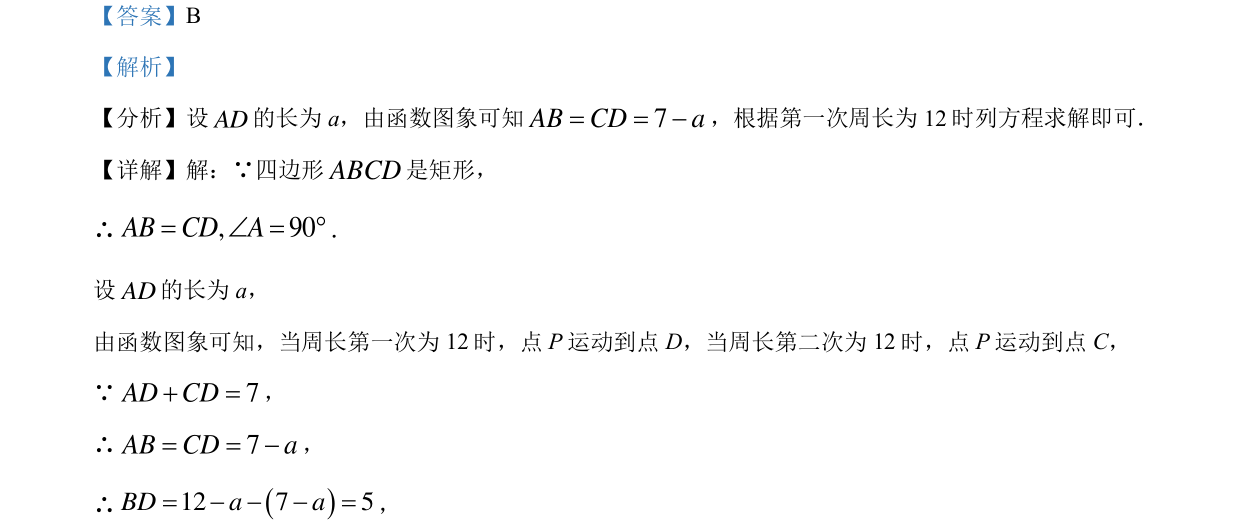 【答案】B
【解析】
【分析】设 AD 的长为 a，由函数图象可知 AB = CD = 7 − a，根据第一次周长为 12 时列方程求解即可．
【详解】解：∵四边形 ABCD 是矩形，
∴ AB = CD, ∠A = 90°．
设 AD 的长为 a，
由函数图象可知，当周长第一次为 12 时，点 P 运动到点 D，当周长第二次为 12 时，点 P 运动到点 C，
∵ AD + CD = 7，
∴ AB = CD = 7 − a，
∴ BD = 12 − a − (7 − a) = 5，